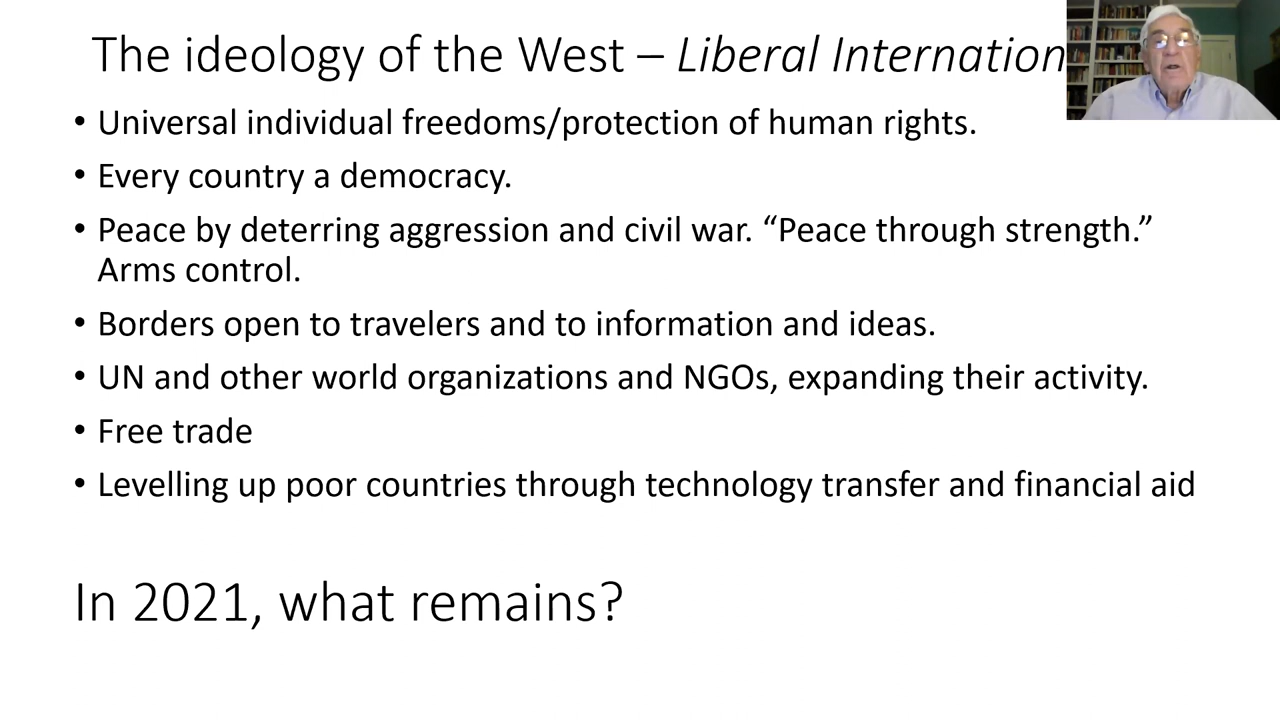 The ideology of the West – Liberal Internation
• Universal individual freedoms/protection of human rights.
• Every country a democracy.
• Peace by deterring aggression and civil war. “Peace through strength.”
Arms control.
• Borders open to travelers and to information and ideas.
• UN and other world organizations and NGOs, expanding their activity.
• Free trade
• Levelling up poor countries through technology transfer and financial aid
In 2021, what remains?